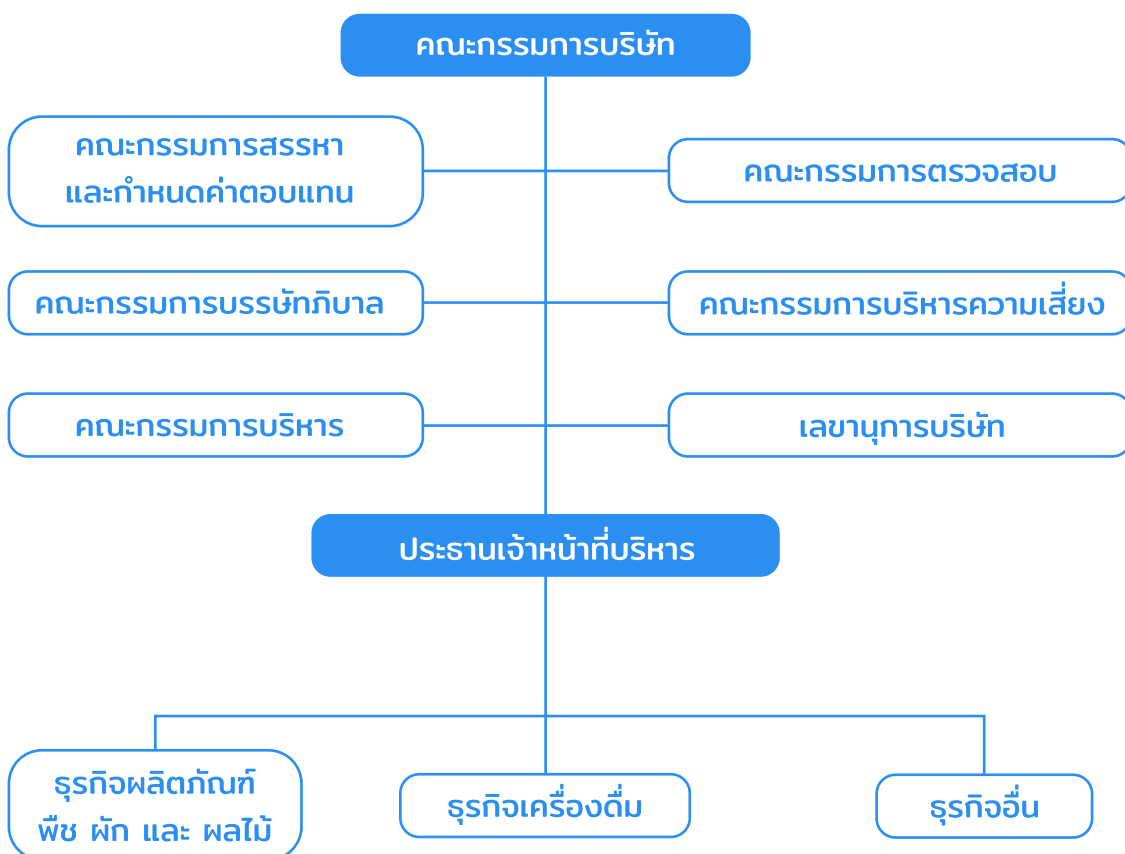 คณะกรรมการบริษัท
คณะกรรมการสรรหา
และกำหนดค่าตอบแทน
คณะกรรมการตรวจสอบ
คณะกรรมการบรรษัทภิบาล
คณะกรรมการบริหารความเสี่ยง
คณะกรรมการบริหาร
เลขานุการบริษัท
ประธานเจ้าหน้าที่บริหาร
ธุรกิจผลิตภัณฑ์
พืช ผัก และ ผลไม้
ธุรกิจเครื่องดื่ม
ธุรกิจอื่น